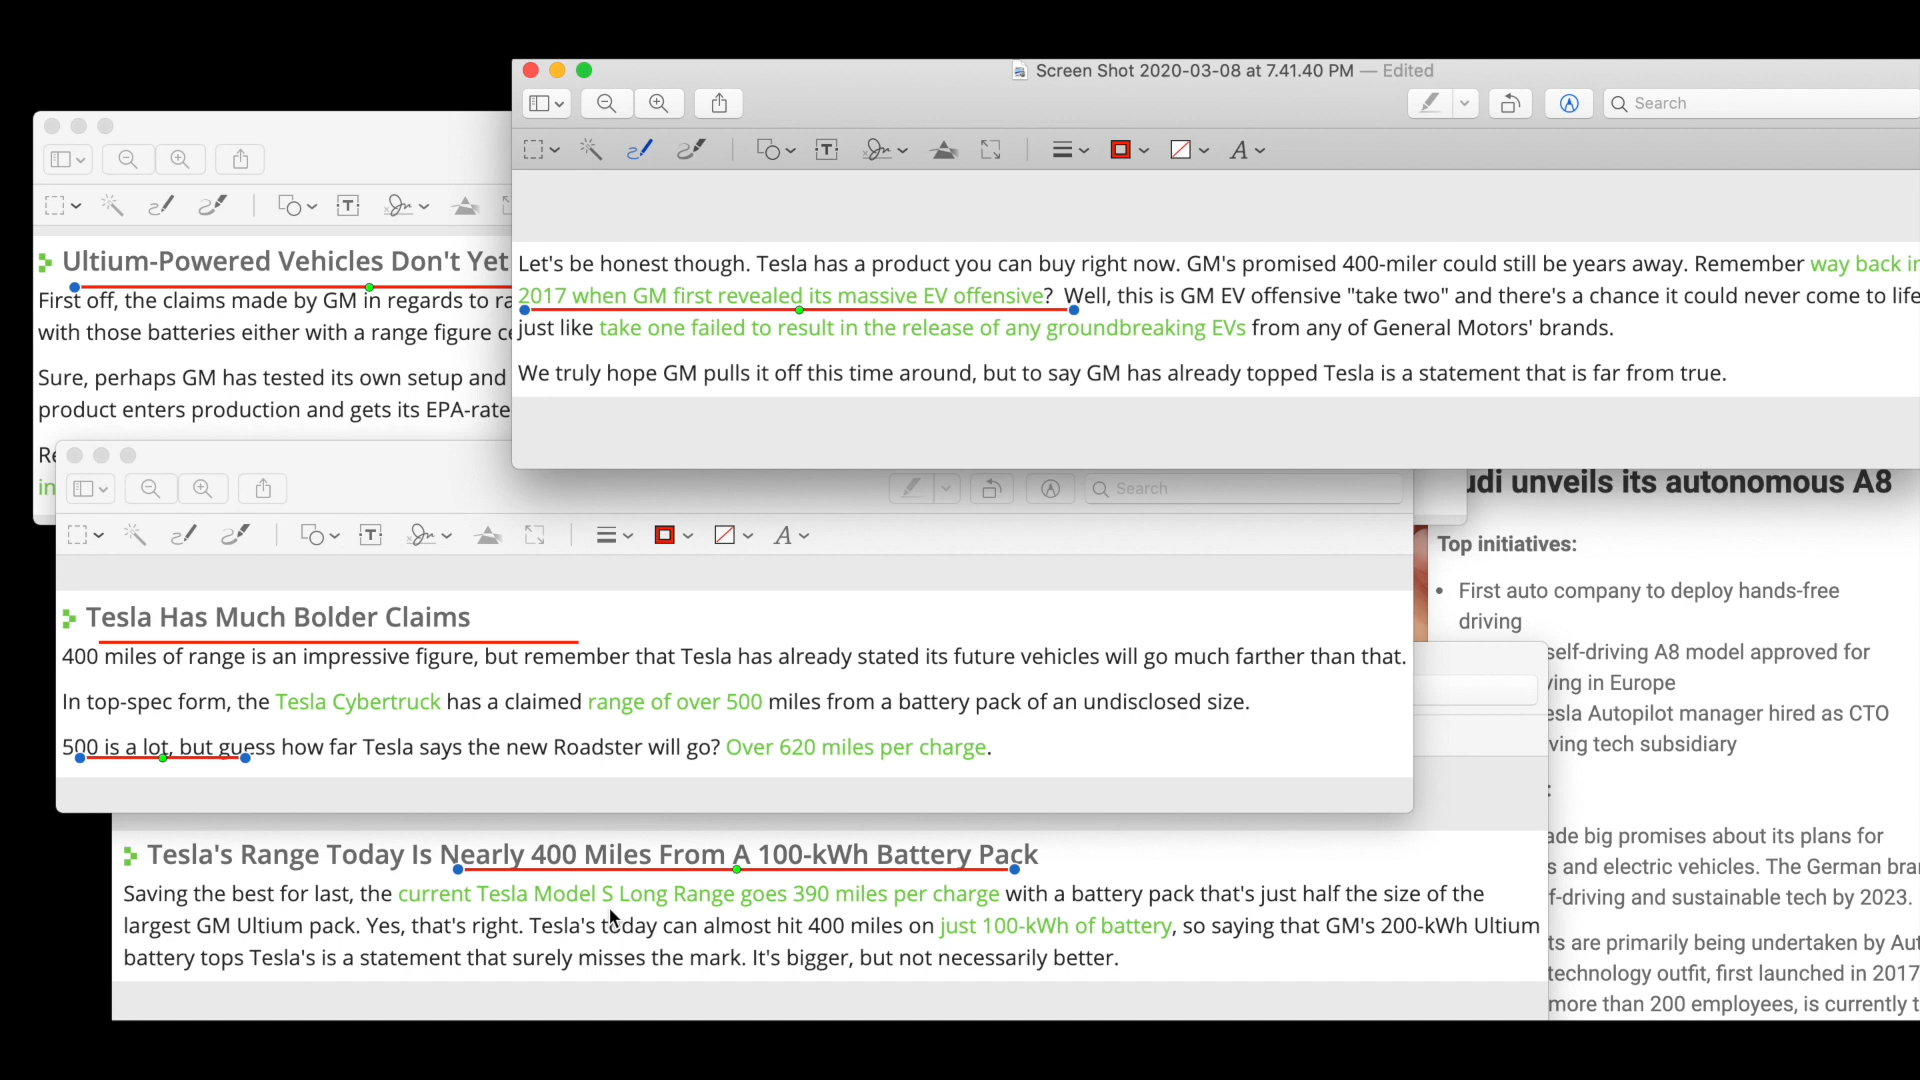 Screen Shot 2020-03-08 at 7.41.40 PM — Edited
Search
Let's be honest though. Tesla has a product you can buy right now. GM's promised 400-miler could still be years away. Remember way back in
2017 when GM first revealed its massive EV offensive? Well, this is GM EV offensive "take two" and there's a chance it could never come to life
just like take one failed to result in the release of any groundbreaking EVs from any of General Motors' brands.
We truly hope GM pulls it off this time around, but to say GM has already topped Tesla is a statement that is far from true.
Ultium-Powered Vehicles Don't Yet
First off, the claims made by GM in regards to ra
with those batteries either with a range figure ce
Sure, perhaps GM has tested its own setup and
product enters production and gets its EPA-rate
Re
in
Search
Tesla Has Much Bolder Claims
400 miles of range is an impressive figure, but remember that Tesla has already stated its future vehicles will go much farther than that.
In top-spec form, the Tesla Cybertruck has a claimed range of over 500 miles from a battery pack of an undisclosed size.
500 is a lot, but guess how far Tesla says the new Roadster will go? Over 620 miles per charge.
Tesla's Range Today Is Nearly 400 Miles From A 100-kWh Battery Pack
Saving the best for last, the current Tesla Model S Long Range goes 390 miles per charge with a battery pack that's just half the size of the
largest GM Ultium pack. Yes, that's right. Tesla's today can almost hit 400 miles on just 100-kWh of battery, so saying that GM's 200-kWh Ultium
battery tops Tesla's is a statement that surely misses the mark. It's bigger, but not necessarily better.
udi unveils its autonomous A8
Top initiatives:
• First auto company to deploy hands-free
driving
self-driving A8 model approved for
ving in Europe
esla Autopilot manager hired as CTO
ving tech subsidiary
:
ade big promises about its plans for
s and electric vehicles. The German bra
f-driving and sustainable tech by 2023.
ts are primarily being undertaken by Au
technology outfit, first launched in 2017
more than 200 employees, is currently t